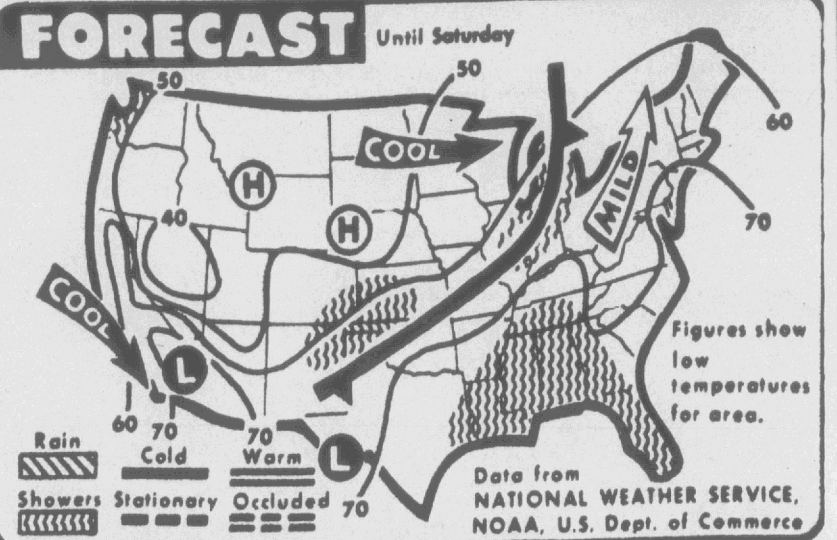 FORECAST
Until Saturday
50
50
60
COOL
MILD
H
40
H
70
COOL
Figures show
low
temperatures
for area.
L
60
70
70
L
70
Rain
Cold
Warm
Showers
Stationary
Occluded
Data from
NATIONAL WEATHER SERVICE,
NOAA, U.S. Dept. of Commerce